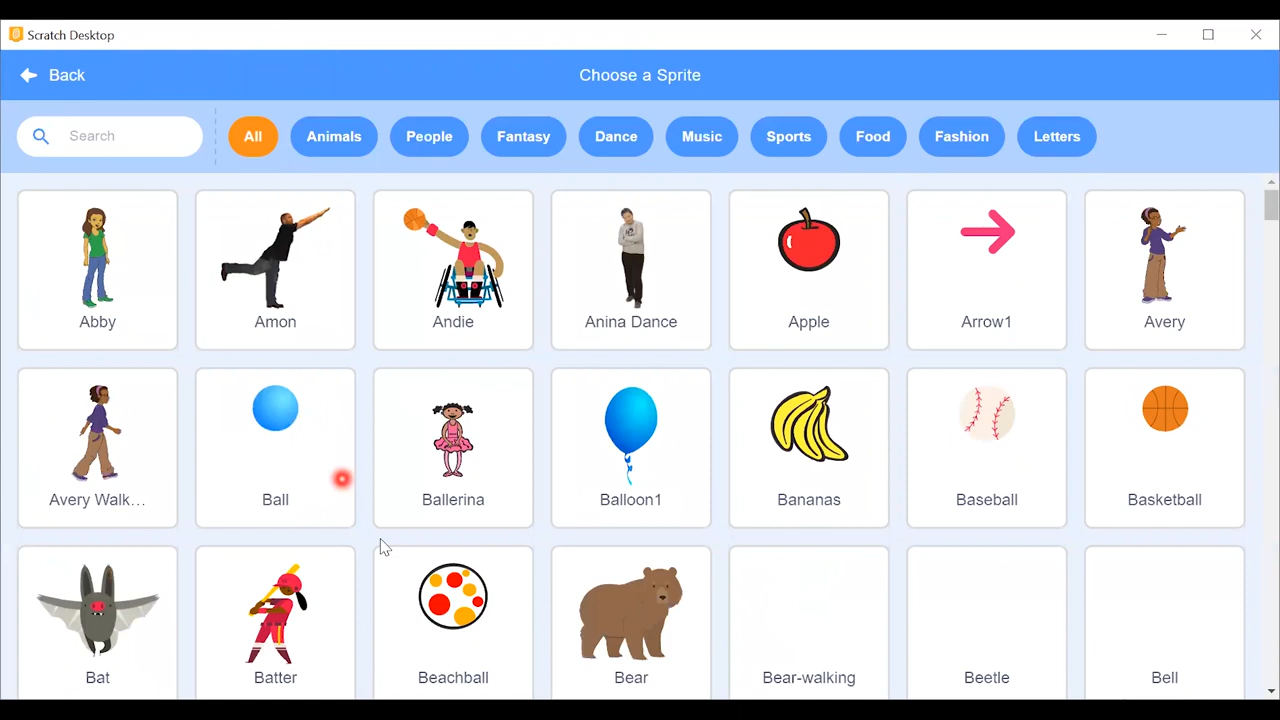 Scratch Desktop
Back
Choose a Sprite
Search
All
Animals
People
Fantasy
Dance
Music
Sports
Food
Fashion
Letters
Abby
Amon
Andie
Anina Dance
Apple
Arrow1
Avery
Avery Walk...
Ball
Ballerina
Balloon1
Bananas
Baseball
Basketball
Bat
Batter
Beachball
Bear
Bear-walking
Beetle
Bell